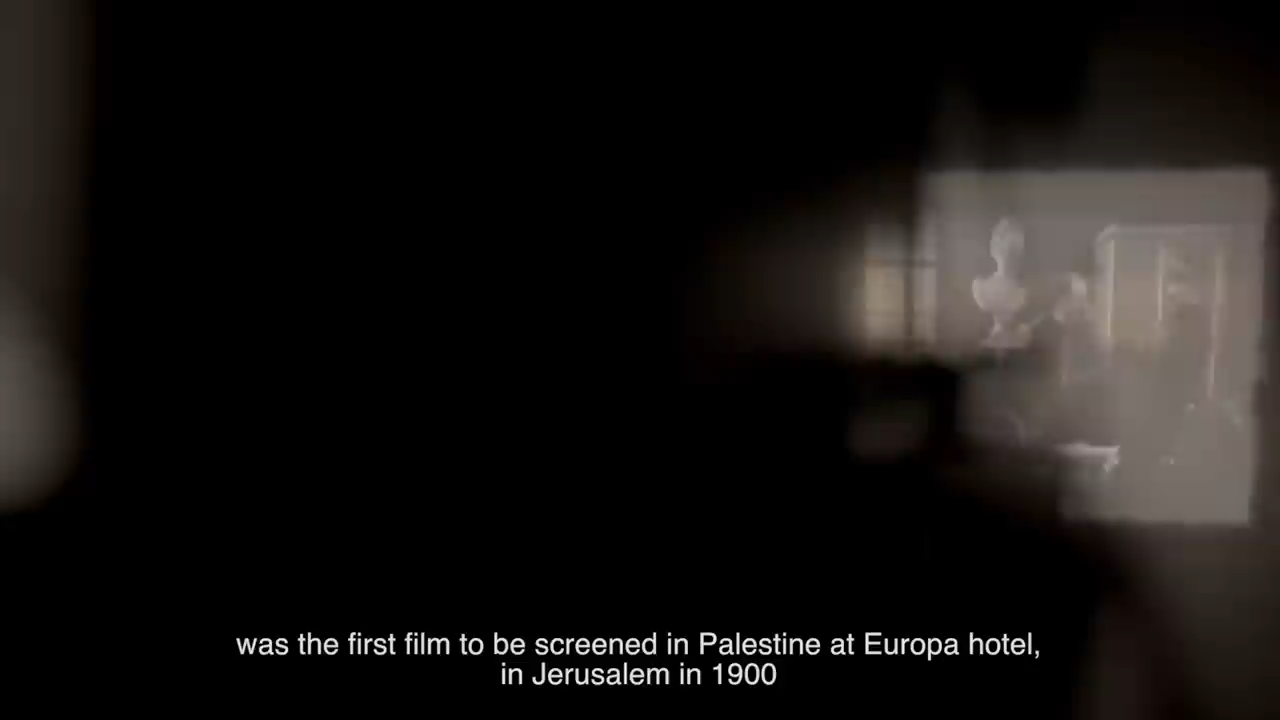 was the first film to be screened in Palestine at Europa hotel,
in Jerusalem in 1900